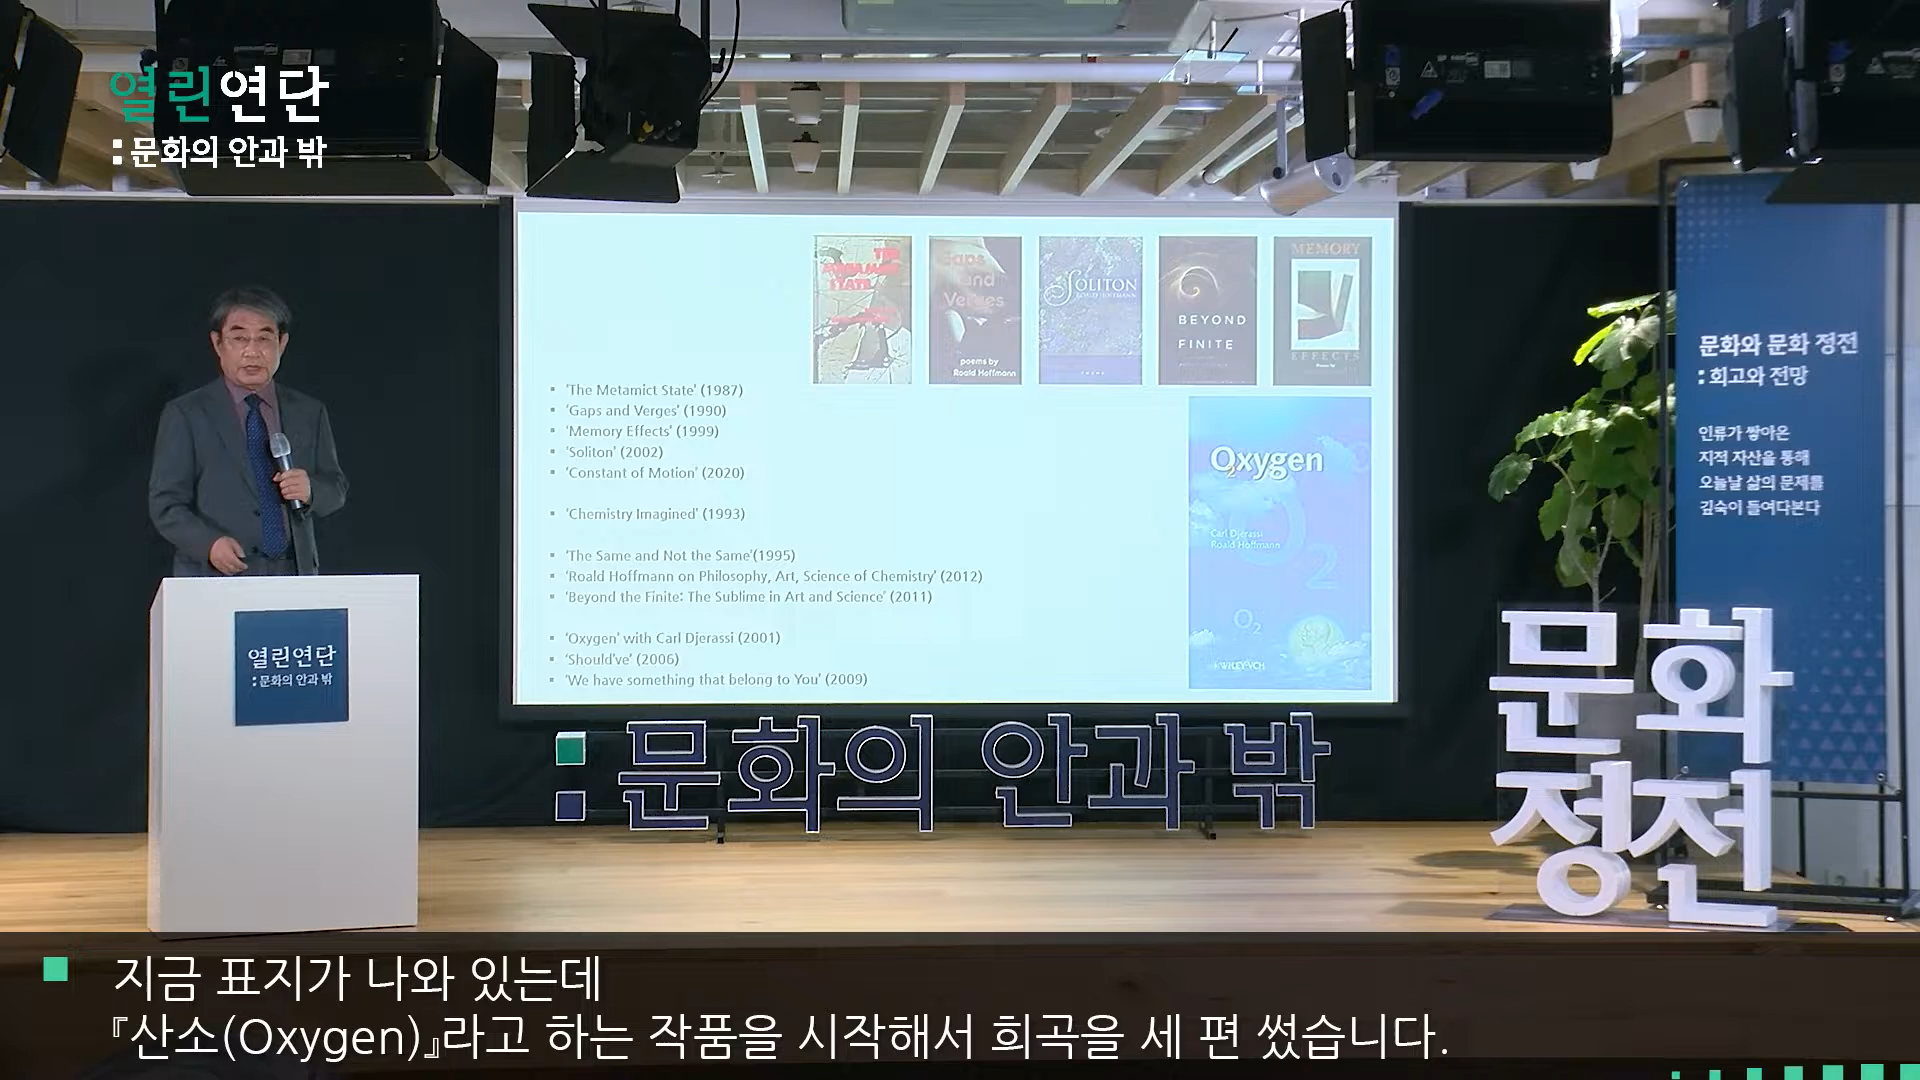 열린연단
:문화의 안과 밖
THE
STATE
Gaps
and
Verges
poems by
Roald Hoffmann
SOLITON
ROALD HOFFMANN
BEYOND
FINITE
MEMORY
EFFECTS
▪ 'The Metamict State' (1987)
▪ 'Gaps and Verges' (1990)
▪ 'Memory Effects' (1999)
▪ 'Soliton' (2002)
▪ 'Constant of Motion' (2020)
▪ 'Chemistry Imagined' (1993)
▪ 'The Same and Not the Same'(1995)
▪ 'Roald Hoffmann on Philosophy, Art, Science of Chemistry' (2012)
▪ 'Beyond the Finite: The Sublime in Art and Science' (2011)
▪ 'Oxygen' with Carl Djerassi (2001)
▪ 'Should've' (2006)
▪ 'We have something that belong to You' (2009)
Oxygen
Carl Djerassi
Roald Hoffmann
O2
O2
WILEY-VCH
문화와 문화 정전
:회고와 전망
인류가 쌓아온
지적 자산을 통해
오늘날 삶의 문제를
깊숙이 들여다본다
열린연단
:문화의 안과 밖
:문화의 안과 밖
문화
정전
지금 표지가 나와 있는데
『산소(Oxygen)』라고 하는 작품을 시작해서 희곡을 세 편 썼습니다.